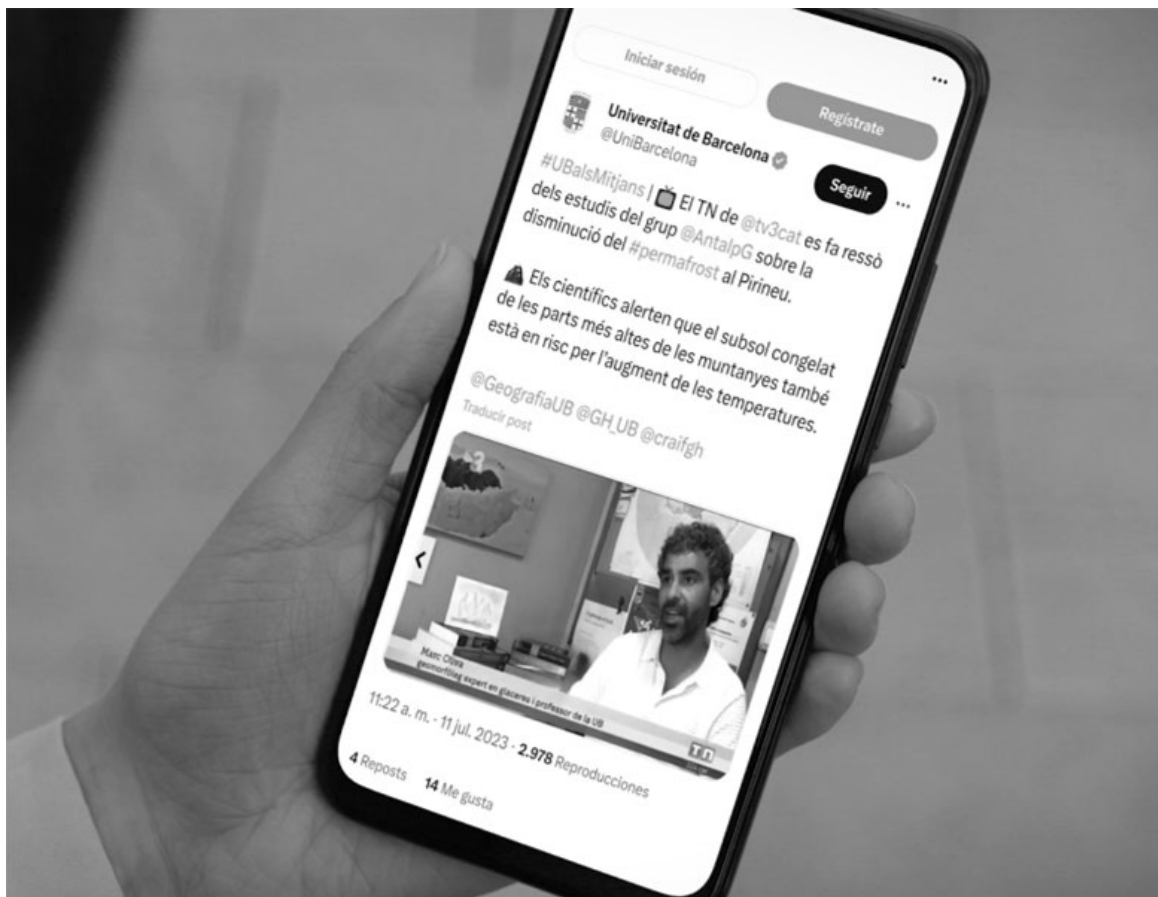 Iniciar sesión
Regístrate
Universitat de Barcelona
@UniBarcelona
Seguir
#UBalsMitjans | El TN de @tv3cat es fa ressò
dels estudis del grup @AntalpG sobre la
disminució del #permafrost al Pirineu.
Els científics alerten que el subsol congelat
de les parts més altes de les muntanyes també
està en risc per l'augment de les temperatures.
@GeografiaUB @GH_UB @craifgh
Traducir post
3
Marc Oliva
geomorfòleg expert en glaceres i professor de la UB
TN
11:22 a. m. · 11 jul. 2023 · 2.978 Reproducciones
4 Reposts 14 Me gusta